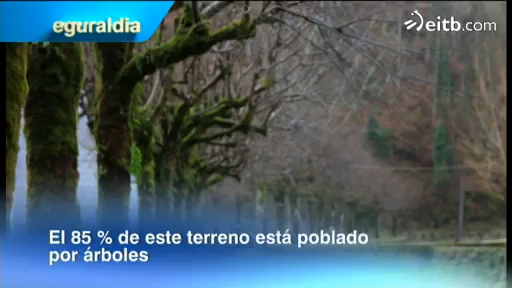 eguraldia
eitb.com
El 85 % de este terreno está poblado
por árboles